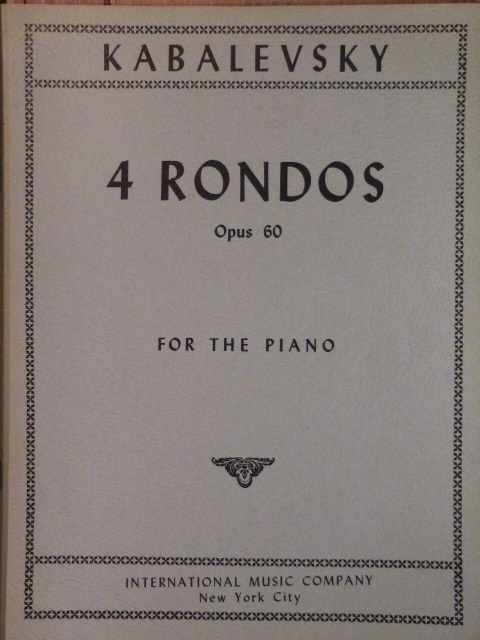 KABALEVSKY
4 RONDOS
Opus 60
FOR THE PIANO
INTERNATIONAL MUSIC COMPANY
New York City